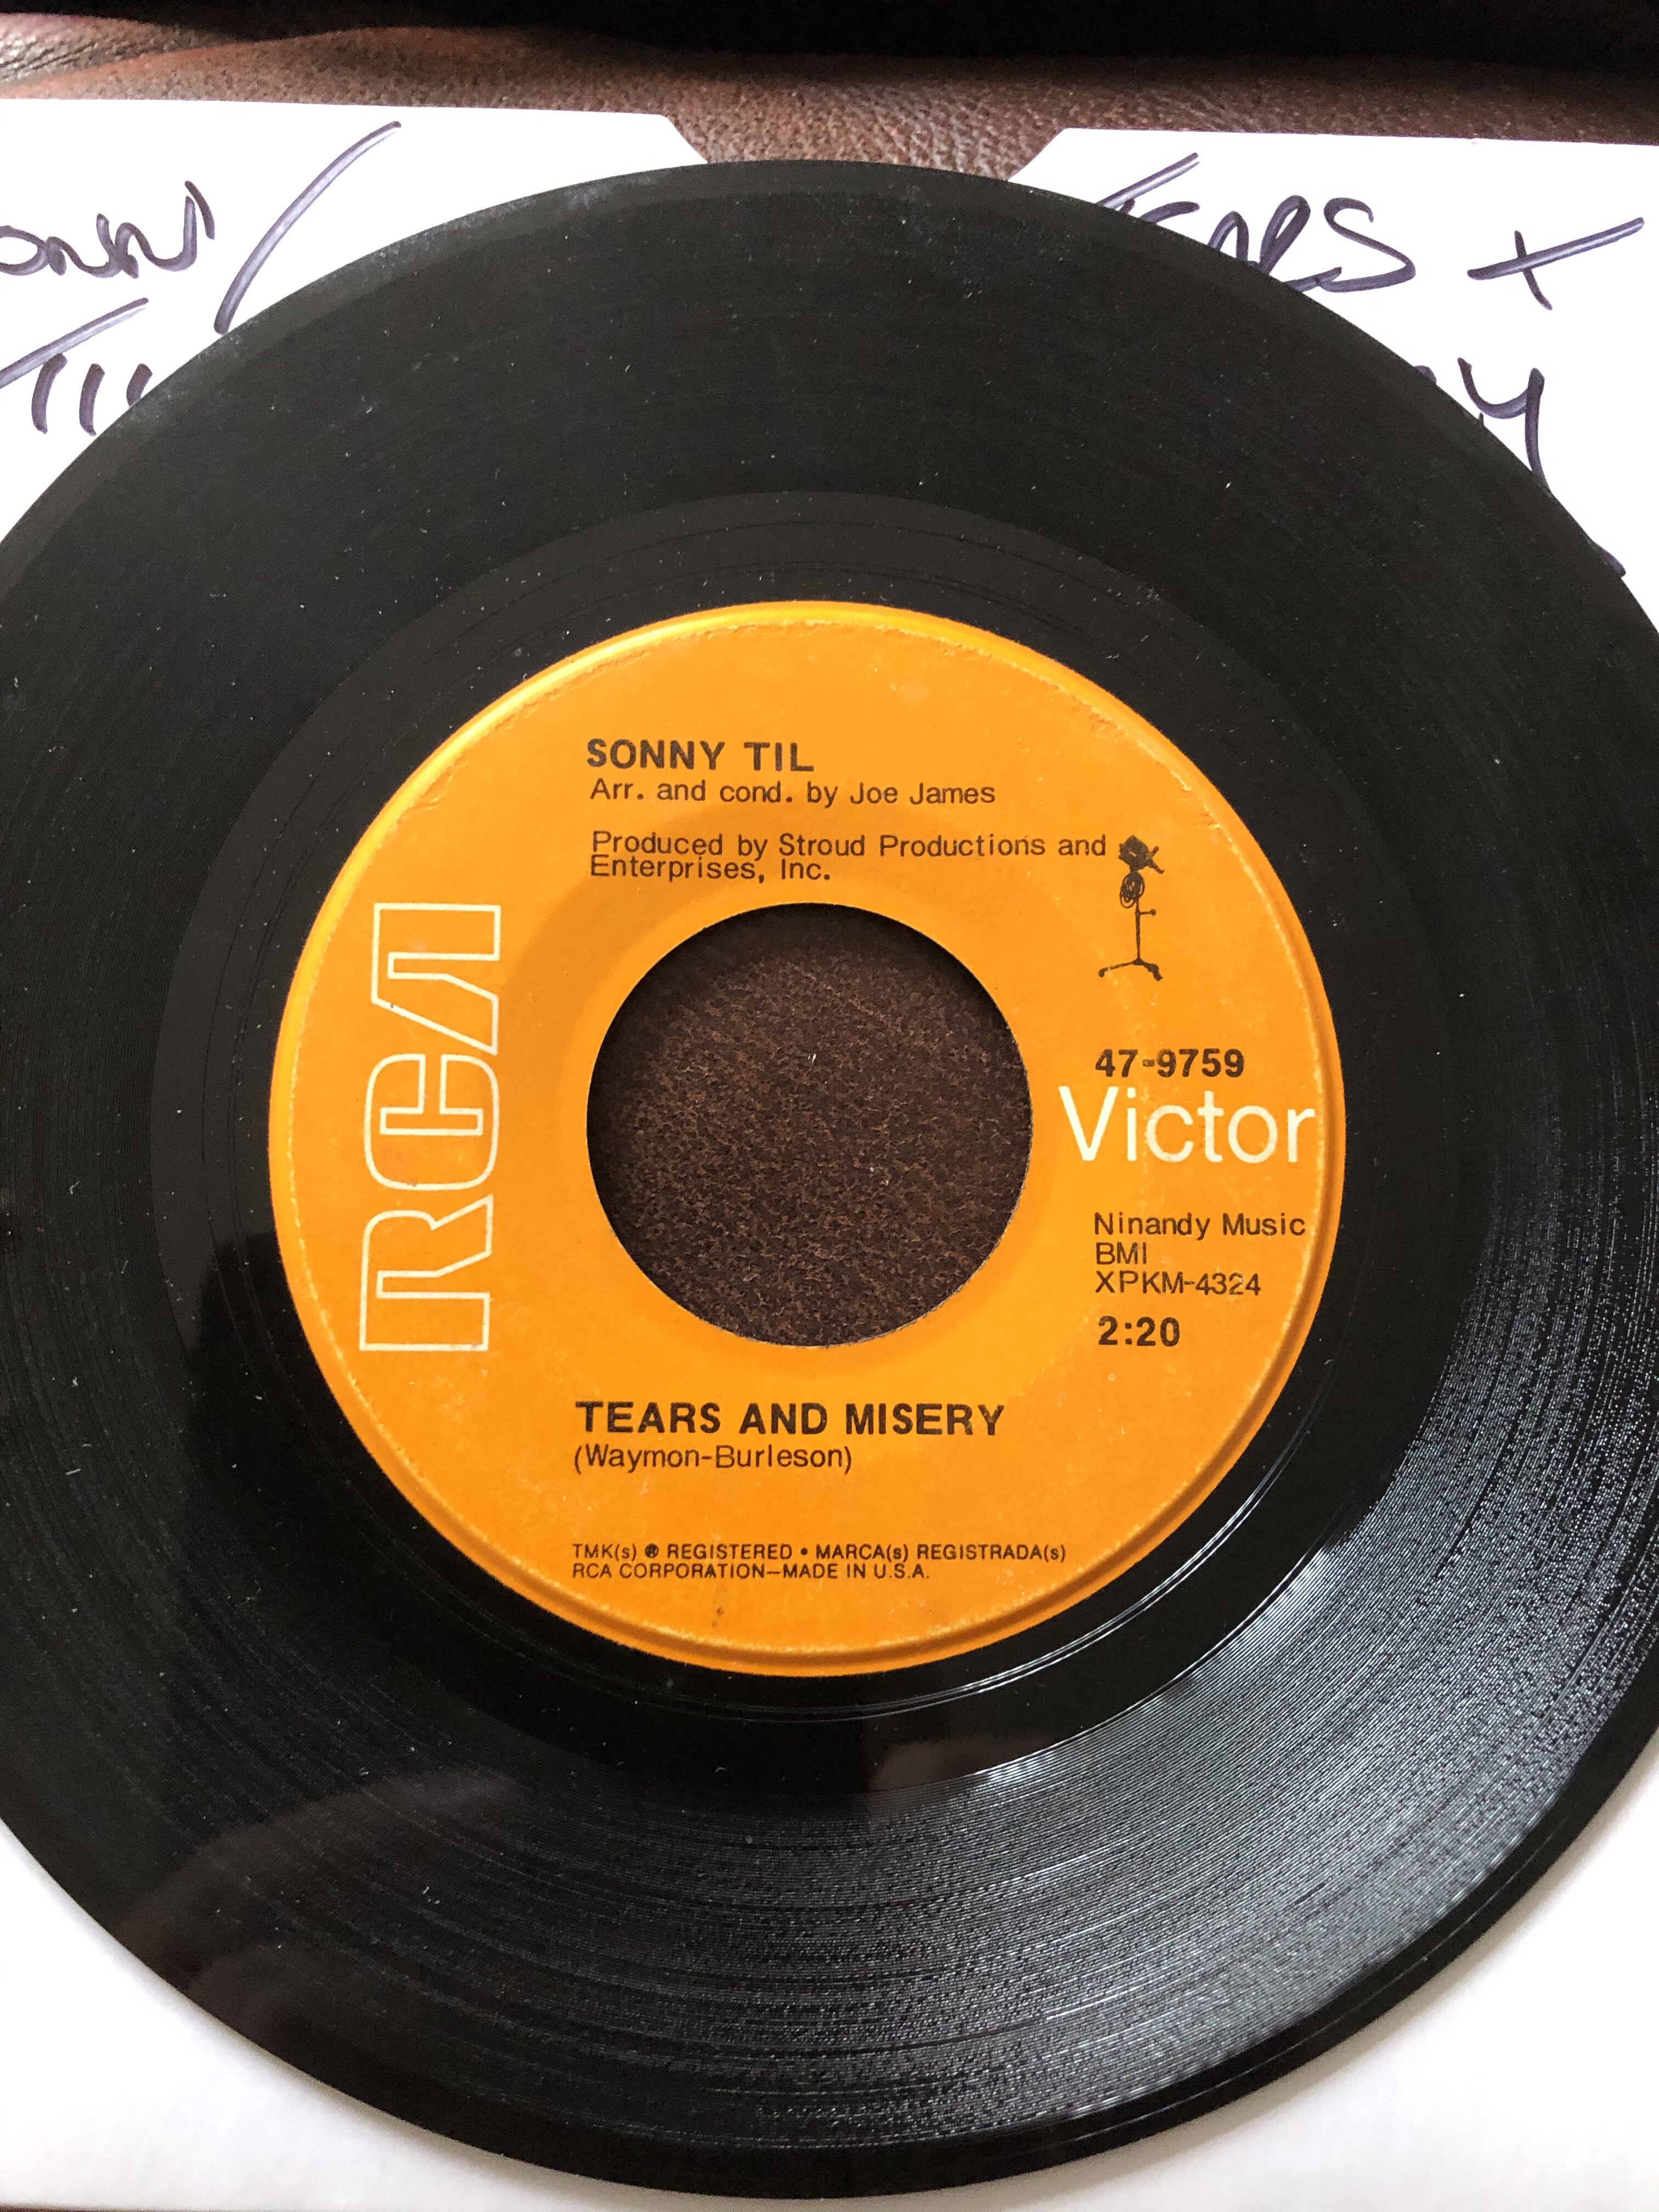 TEARS +
SONNY TIL
Arr. and cond. by Joe James
Produced by Stroud Productions and
Enterprises, Inc.
RCA
47-9759
Victor
Ninandy Music
BMI
XPKM-4324
2:20
TEARS AND MISERY
(Waymon-Burleson)
TMK(s) ® REGISTERED • MARCA(s) REGISTRADA(s)
RCA CORPORATION—MADE IN U.S.A.